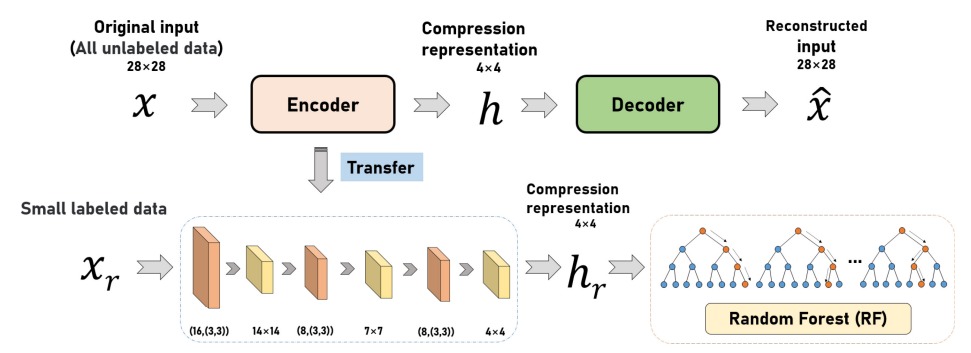 Original input
(All unlabeled data)
28×28
x
Encoder
Compression
representation
4×4
h
Decoder
Reconstructed
input
28×28
x̂
Transfer
Small labeled data
x_r
(16,(3,3))
14×14
(8,(3,3))
7×7
(8,(3,3))
4×4
Compression
representation
4×4
h_r
...
Random Forest (RF)